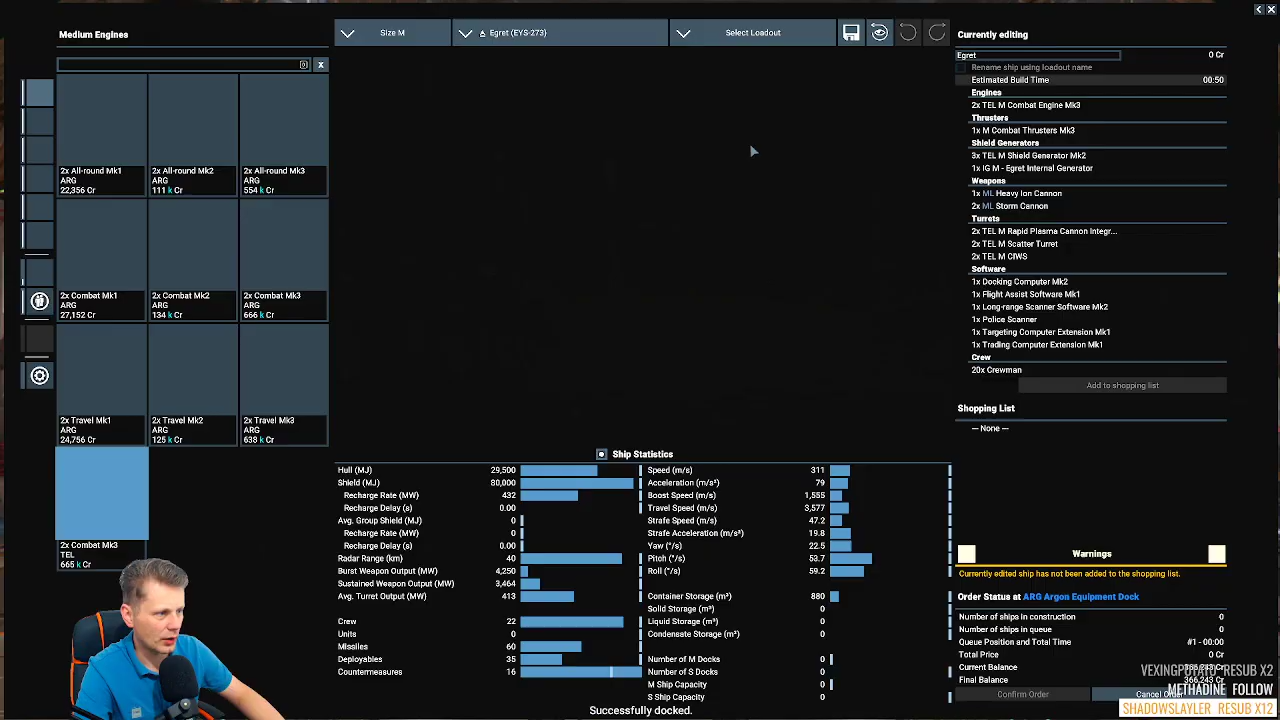 Medium Engines
Size M
Egret (EYS-273)
Select Loadout
x
2x All-round Mk1
ARG
22,356 Cr
2x All-round Mk2
ARG
111 k Cr
2x All-round Mk3
ARG
554 k Cr
2x Combat Mk1
ARG
27,152 Cr
2x Combat Mk2
ARG
134 k Cr
2x Combat Mk3
ARG
666 k Cr
2x Travel Mk1
ARG
24,756 Cr
2x Travel Mk2
ARG
125 k Cr
2x Travel Mk3
ARG
638 k Cr
2x Combat Mk3
TEL
665 k Cr
Ship Statistics
Hull (MJ) 29,500
Shield (MJ) 80,000
Recharge Rate (MW) 432
Recharge Delay (s) 0.00
Avg. Group Shield (MJ) 0
Recharge Rate (MW) 0
Recharge Delay (s) 0.00
Radar Range (km) 40
Burst Weapon Output (MW) 4,250
Sustained Weapon Output (MW) 3,464
Avg. Turret Output (MW) 413
Crew 22
Units 0
Missiles 60
Deployables 35
Countermeasures 16
Speed (m/s) 311
Acceleration (m/s²) 79
Boost Speed (m/s) 1,555
Travel Speed (m/s) 3,577
Strafe Speed (m/s) 47.2
Strafe Acceleration (m/s²) 19.8
Yaw (°/s) 22.5
Pitch (°/s) 53.7
Roll (°/s) 59.2
Container Storage (m³) 880
Solid Storage (m³) 0
Liquid Storage (m³) 0
Condensate Storage (m³) 0
Number of M Docks 0
Number of S Docks 0
M Ship Capacity 0
S Ship Capacity 0
Successfully docked.
Currently editing
Egret 0 Cr
Rename ship using loadout name
Estimated Build Time 00:50
Engines
2x TEL M Combat Engine Mk3
Thrusters
1x M Combat Thrusters Mk3
Shield Generators
3x TEL M Shield Generator Mk2
1x IG M - Egret Internal Generator
Weapons
1x ML Heavy Ion Cannon
2x ML Storm Cannon
Turrets
2x TEL M Rapid Plasma Cannon Integr...
2x TEL M Scatter Turret
2x TEL M CIWS
Software
1x Docking Computer Mk2
1x Flight Assist Software Mk1
1x Long-range Scanner Software Mk2
1x Police Scanner
1x Targeting Computer Extension Mk1
1x Trading Computer Extension Mk1
Crew
20x Crewman
Add to shopping list
Shopping List
--- None ---
Warnings
Currently edited ship has not been added to the shopping list.
Order Status at ARG Argon Equipment Dock
Number of ships in construction 0
Number of ships in queue 0
Queue Position and Total Time #1 - 00:00
Total Price 0 Cr
Current Balance
Final Balance 366,243 Cr
Confirm Order
Cancel Order
VEXINGPOTATO RESUB X2
METHADINE FOLLOW
SHADOWSLAYLER RESUB X12